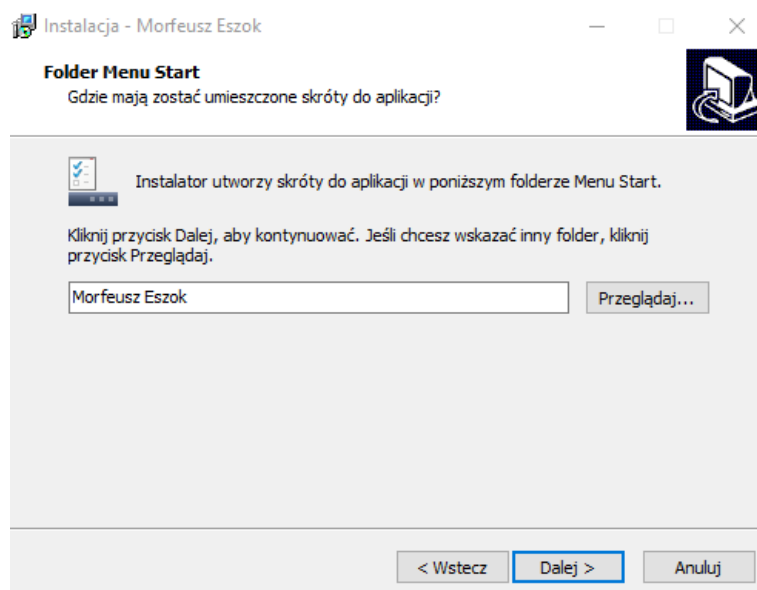 Instalacja - Morfeusz Eszok
Folder Menu Start
Gdzie mają zostać umieszczone skróty do aplikacji?
Instalator utworzy skróty do aplikacji w poniższym folderze Menu Start.
Kliknij przycisk Dalej, aby kontynuować. Jeśli chcesz wskazać inny folder, kliknij
przycisk Przeglądaj.
Morfeusz Eszok
Przeglądaj...
< Wstecz
Dalej >
Anuluj